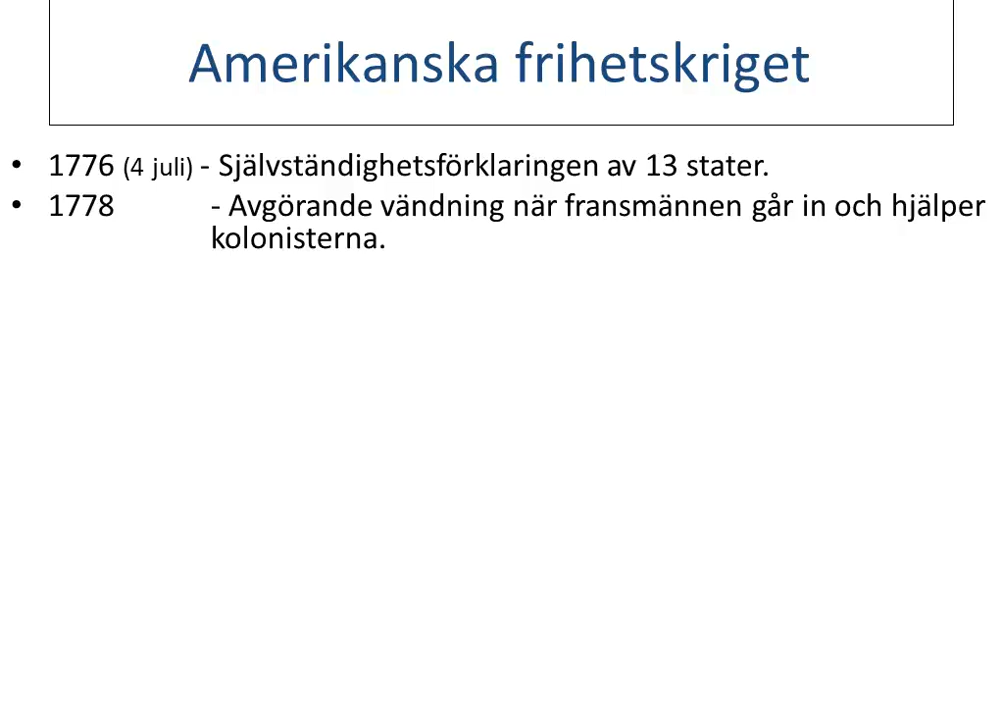 Amerikanska frihetskriget
• 1776 (4 juli) - Självständighetsförklaringen av 13 stater.
• 1778 - Avgörande vändning när fransmännen går in och hjälper
kolonisterna.